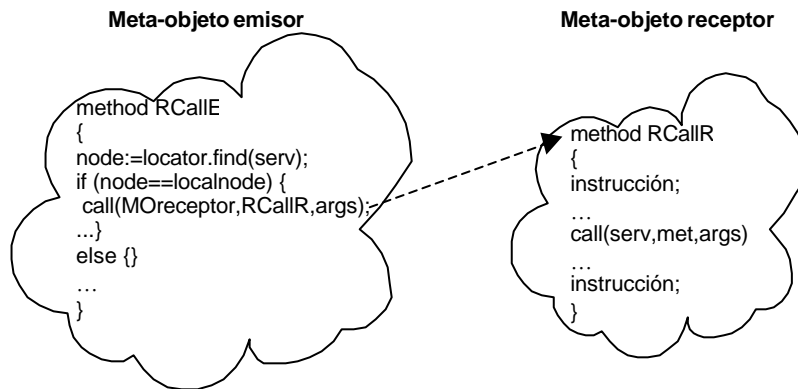 Meta-objeto emisor
method RCallE
{
node:=locator.find(serv);
if (node==localnode) {
call(MOreceptor,RCallR,args);
...}
else {}
…
}
Meta-objeto receptor
method RCallR
{
instrucción;
…
call(serv,met,args)
…
instrucción;
}